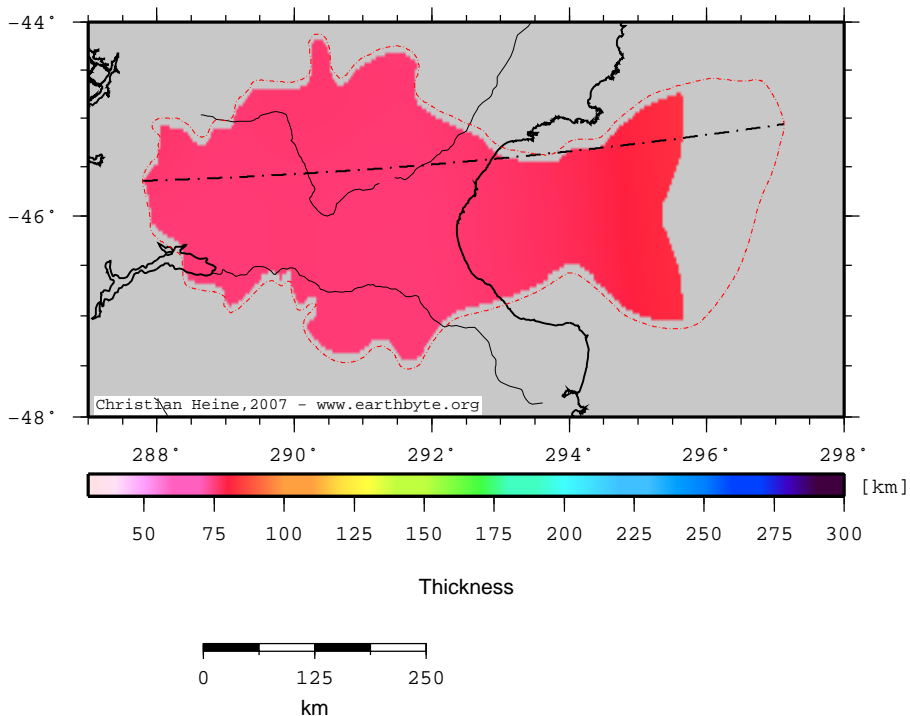 -44°
-46°
-48°
Christian Heine,2007 - www.earthbyte.org
288° 290° 292° 294° 296° 298°
[km]
50 75 100 125 150 175 200 225 250 275 300
Thickness
0 125 250
km